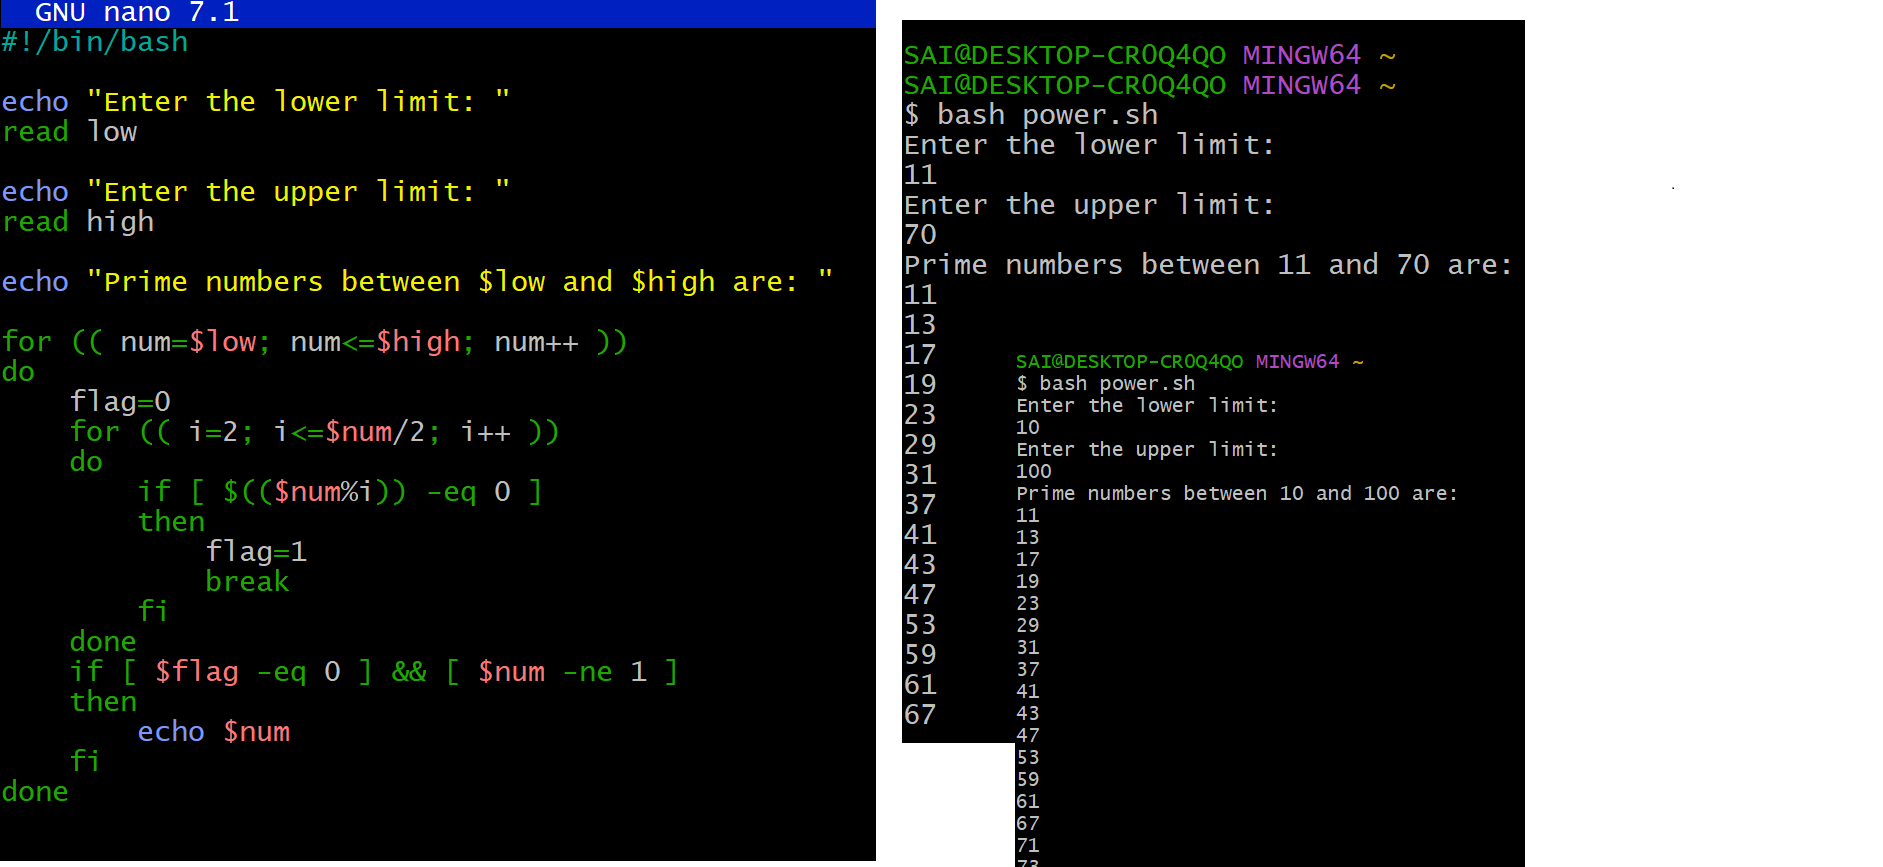 GNU nano 7.1
#!/bin/bash
echo "Enter the lower limit: "
read low
echo "Enter the upper limit: "
read high
echo "Prime numbers between $low and $high are: "
for (( num=$low; num<=$high; num++ ))
do
flag=0
for (( i=2; i<=$num/2; i++ ))
do
if [ $(($num%i)) -eq 0 ]
then
flag=1
break
fi
done
if [ $flag -eq 0 ] && [ $num -ne 1 ]
then
echo $num
fi
done
SAI@DESKTOP-CR0Q4QO MINGW64 ~
SAI@DESKTOP-CR0Q4QO MINGW64 ~
$ bash power.sh
Enter the lower limit:
11
Enter the upper limit:
70
Prime numbers between 11 and 70 are:
11
13
17
19
23
29
31
37
41
43
47
53
59
61
67
SAI@DESKTOP-CR0Q4QO MINGW64 ~
$ bash power.sh
Enter the lower limit:
10
Enter the upper limit:
100
Prime numbers between 10 and 100 are:
11
13
17
19
23
29
31
37
41
43
47
53
59
61
67
71
73